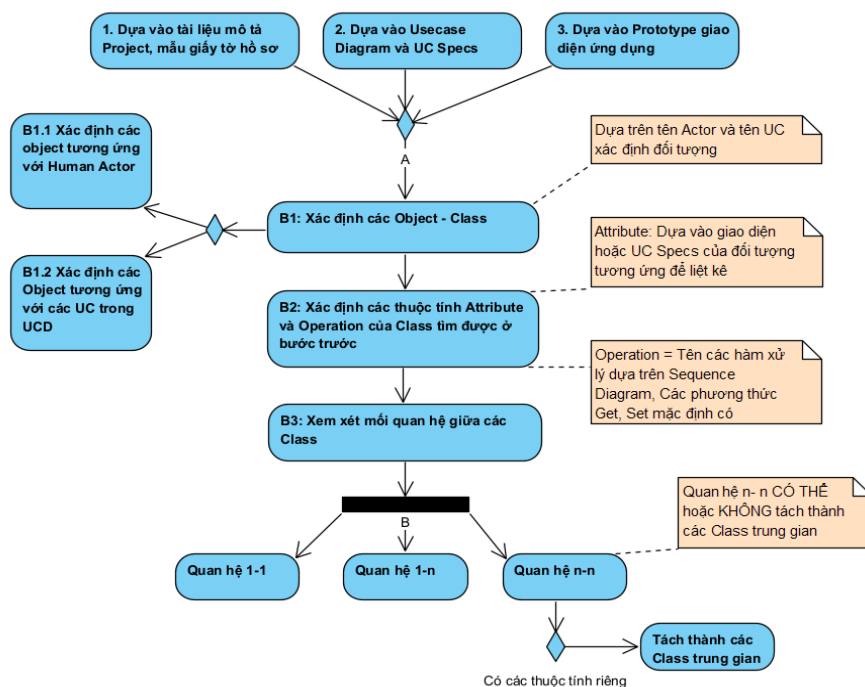 1. Dựa vào tài liệu mô tả
Project, mẫu giấy tờ hồ sơ
2. Dựa vào Usecase
Diagram và UC Specs
3. Dựa vào Prototype giao
diện ứng dụng
B1.1 Xác định các
object tương ứng
với Human Actor
A
Dựa trên tên Actor và tên UC
xác định đối tượng
B1: Xác định các Object - Class
B1.2 Xác định các
Object tương ứng
với các UC trong
UCD
Attribute: Dựa vào giao diện
hoặc UC Specs của đối tượng
tương ứng để liệt kê
B2: Xác định các thuộc tính Attribute
và Operation của Class tìm được ở
bước trước
Operation = Tên các hàm xử
lý dựa trên Sequence
Diagram, Các phương thức
Get, Set mặc định có
B3: Xem xét mối quan hệ giữa các
Class
B
Quan hệ n- n CÓ THỂ
hoặc KHÔNG tách thành
các Class trung gian
Quan hệ 1-1
Quan hệ 1-n
Quan hệ n-n
Tách thành các
Class trung gian
Có các thuộc tính riêng